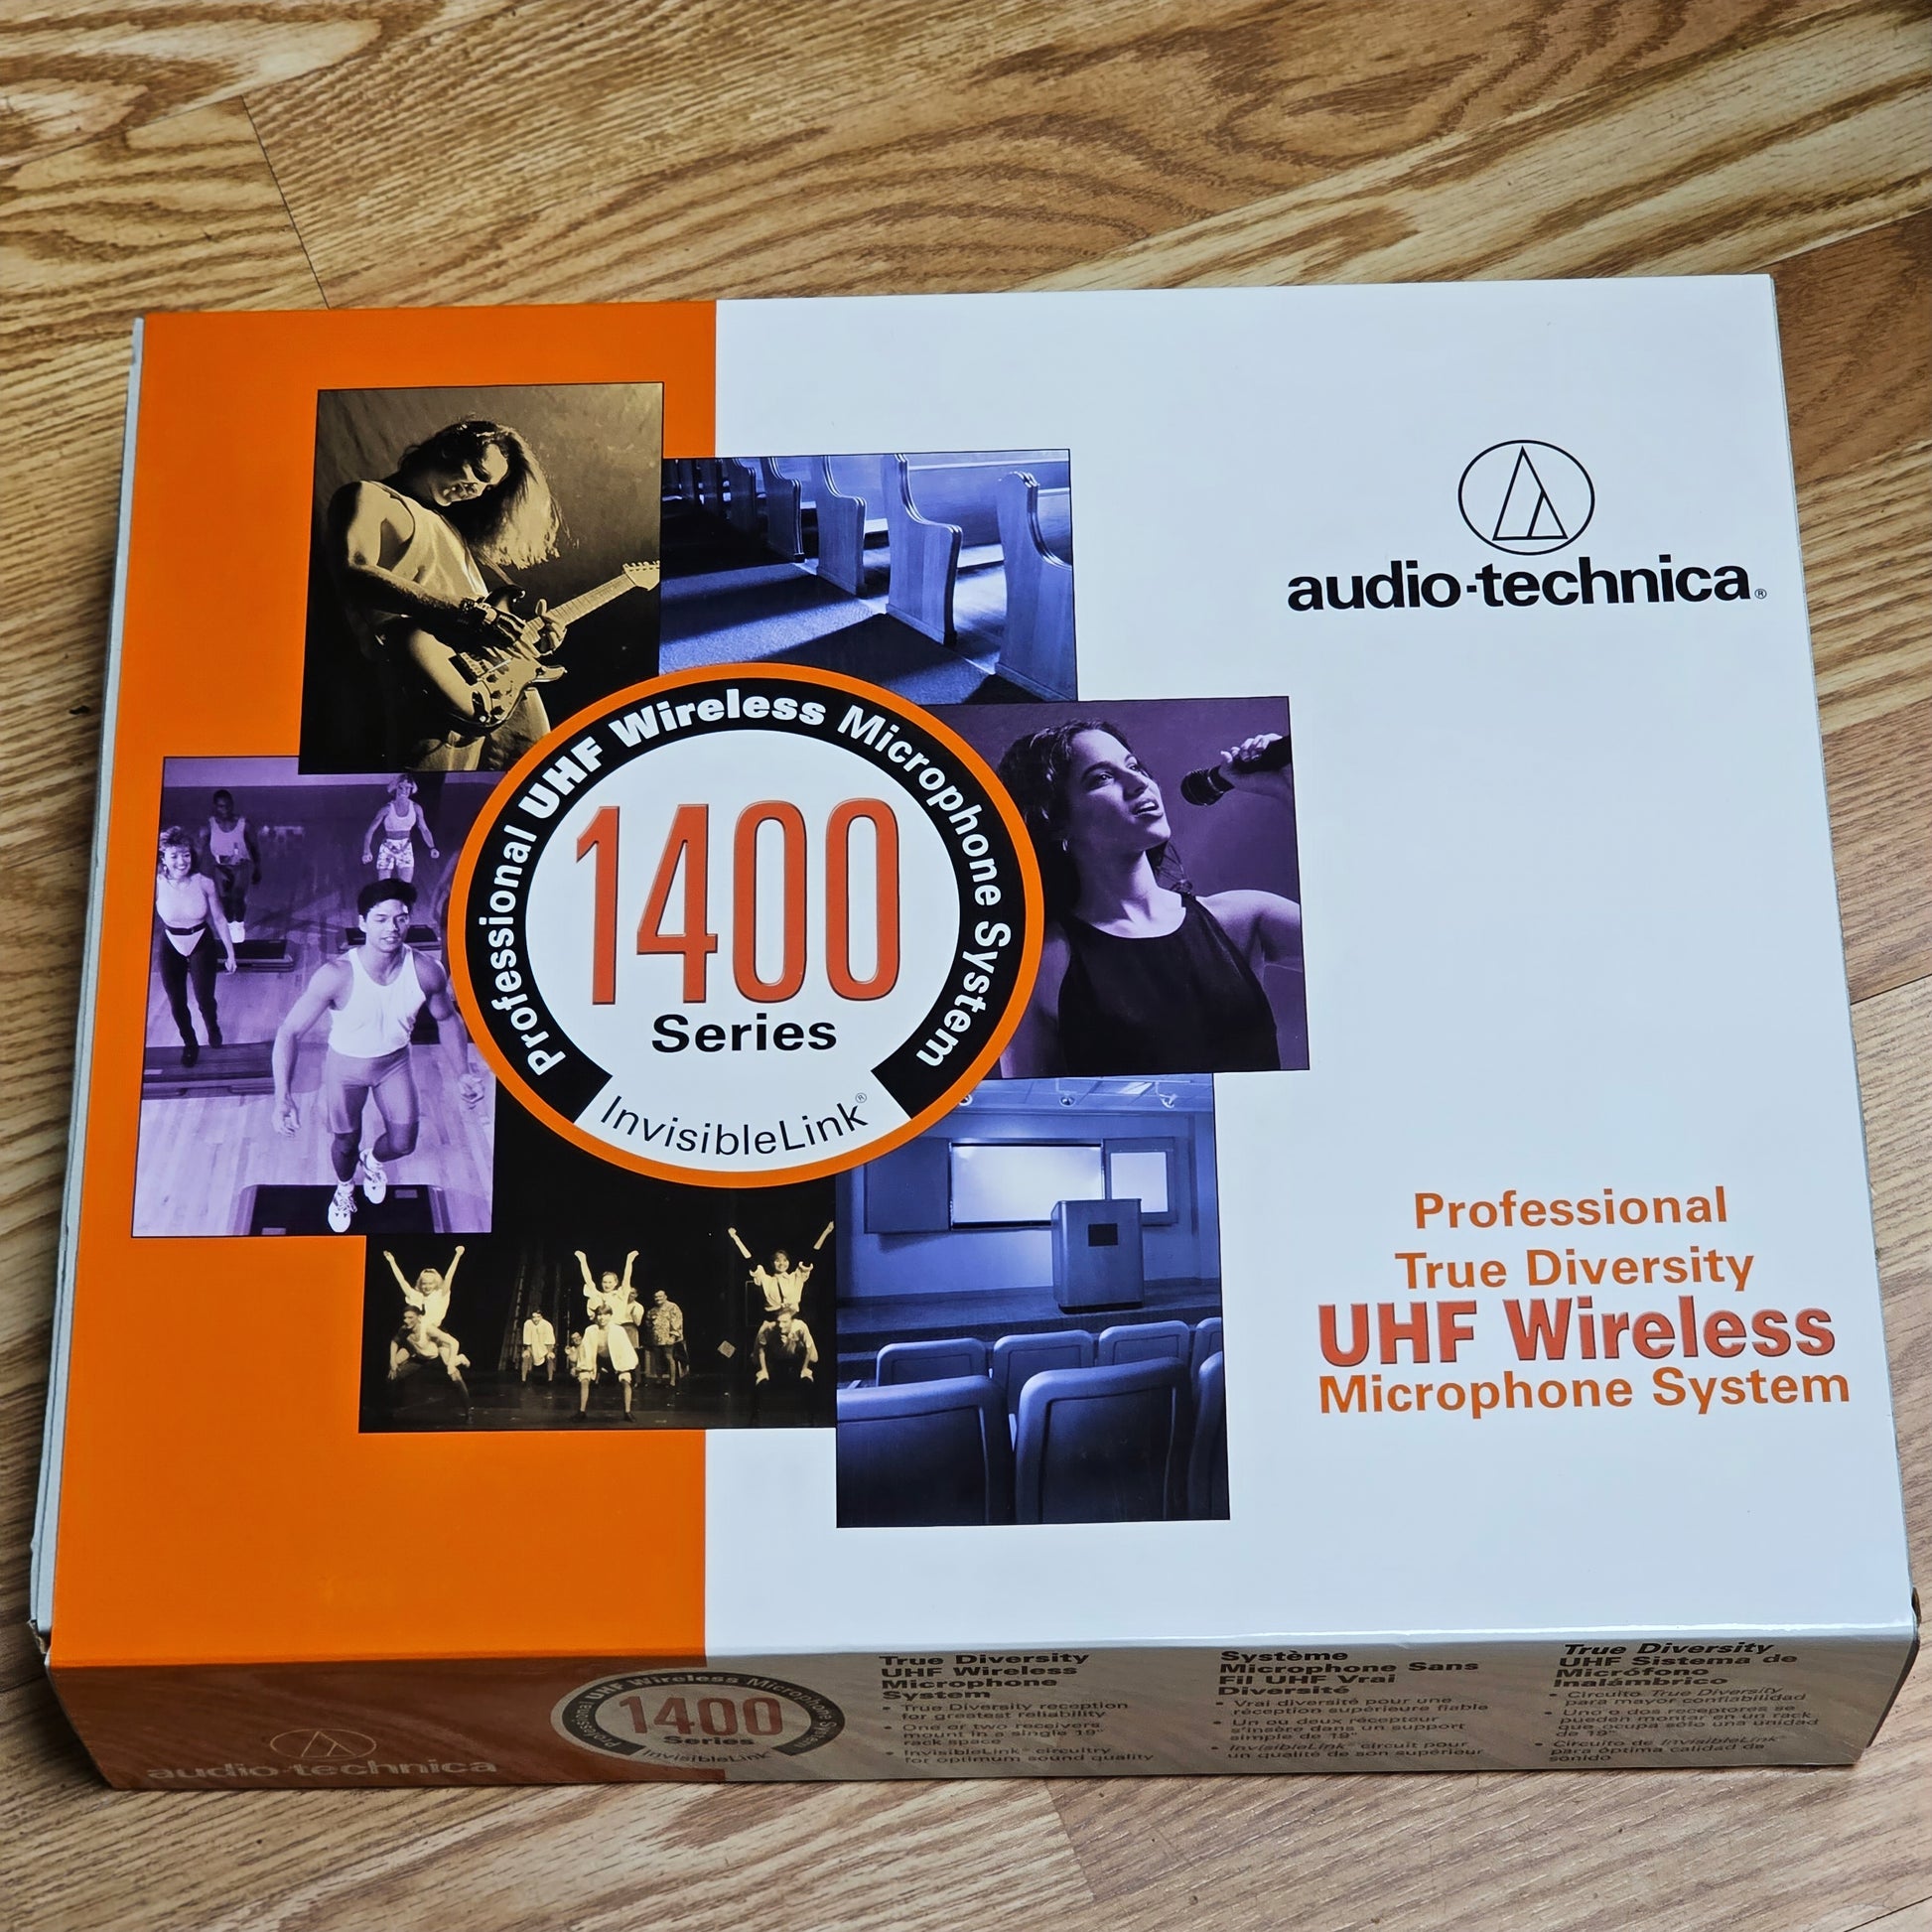 audio-technica®
Professional UHF Wireless Microphone System
1400
Series
InvisibleLink®
Professional
True Diversity
UHF Wireless
Microphone System
audio-technica
Professional UHF Wireless Microphone System
1400
Series
InvisibleLink
True Diversity
UHF Wireless
Microphone
System
• True Diversity reception
for greatest reliability
• One or two receivers
mount in a single 19"
rack space
• InvisibleLink® circuitry
for optimum sound quality
Système
Microphone Sans
Fil UHF Vrai
Diversité
• Vrai diversité pour une
réception supérieure fiable
• Un ou deux récepteur
s'insère dans un support
simple de 19"
• InvisibleLink® circuit pour
un qualité de son supérieur
True Diversity
UHF Sistema de
Micrófono
Inalámbrico
• Circuito True Diversity
para mayor confiabilidad
• Uno o dos receptores se
pueden montar en un rack
que ocupa sólo una unidad
de 19"
• Circuito de InvisibleLink®
para óptima calidad de
sonido